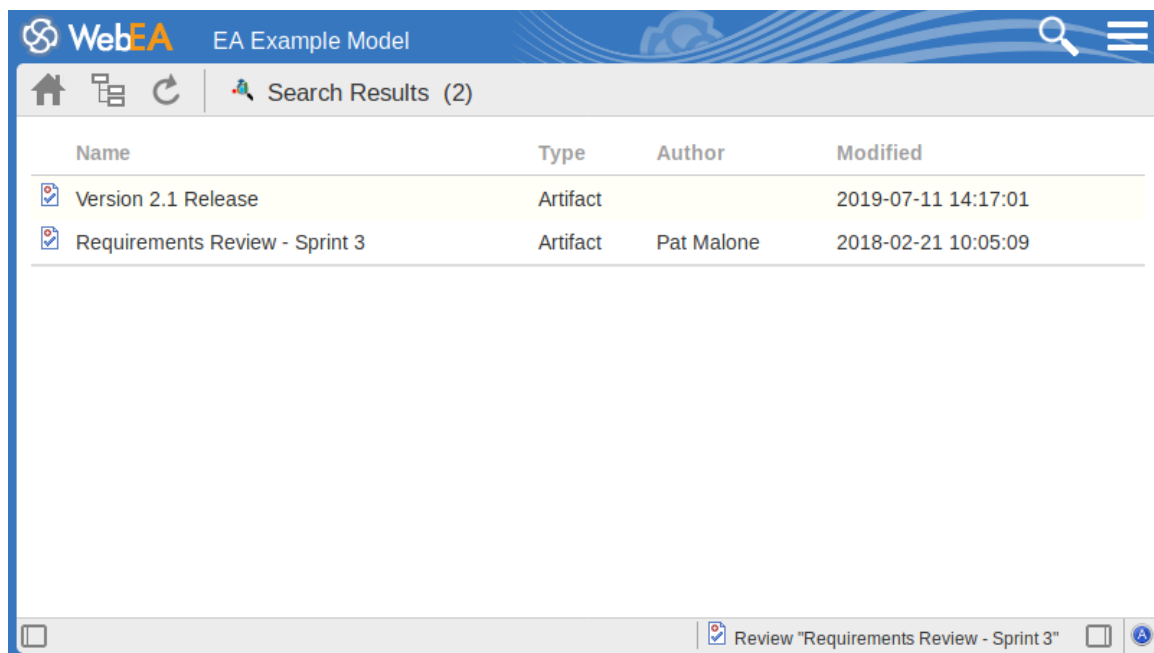 WebEA EA Example Model
Search Results (2)
Name Type Author Modified
Version 2.1 Release Artifact 2019-07-11 14:17:01
Requirements Review - Sprint 3 Artifact Pat Malone 2018-02-21 10:05:09
Review "Requirements Review - Sprint 3" A